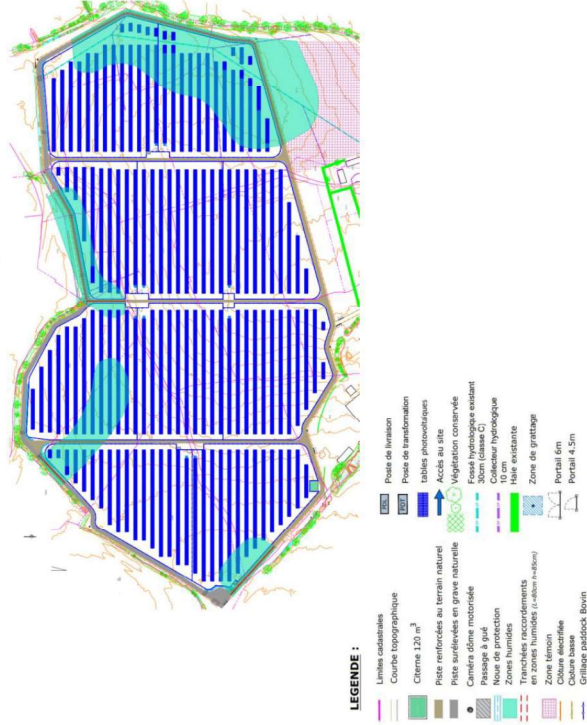 LEGENDE :
Limites cadastrales
Courbe topographique
Citerne 120 m³
Piste renforcées au terrain naturel
Piste surélevées en grave naturelle
Caméra dôme motorisée
Passage à gué
Noue de protection
Zones humides
Tranchées raccordements
en zones humides (L=80cm h=85cm)
Zone témoin
Clôture électrifiée
Cloture basse
Grillage paddock Bovin
PDL Poste de livraison
PDT Poste de transformation
tables photovoltaïques
Accès au site
Végétation conservée
Fossé hydrologique existant
30cm (classe C)
Collecteur hydrologique
10 cm
Haie existante
Zone de grattage
Portail 6m
Portail 4.5m